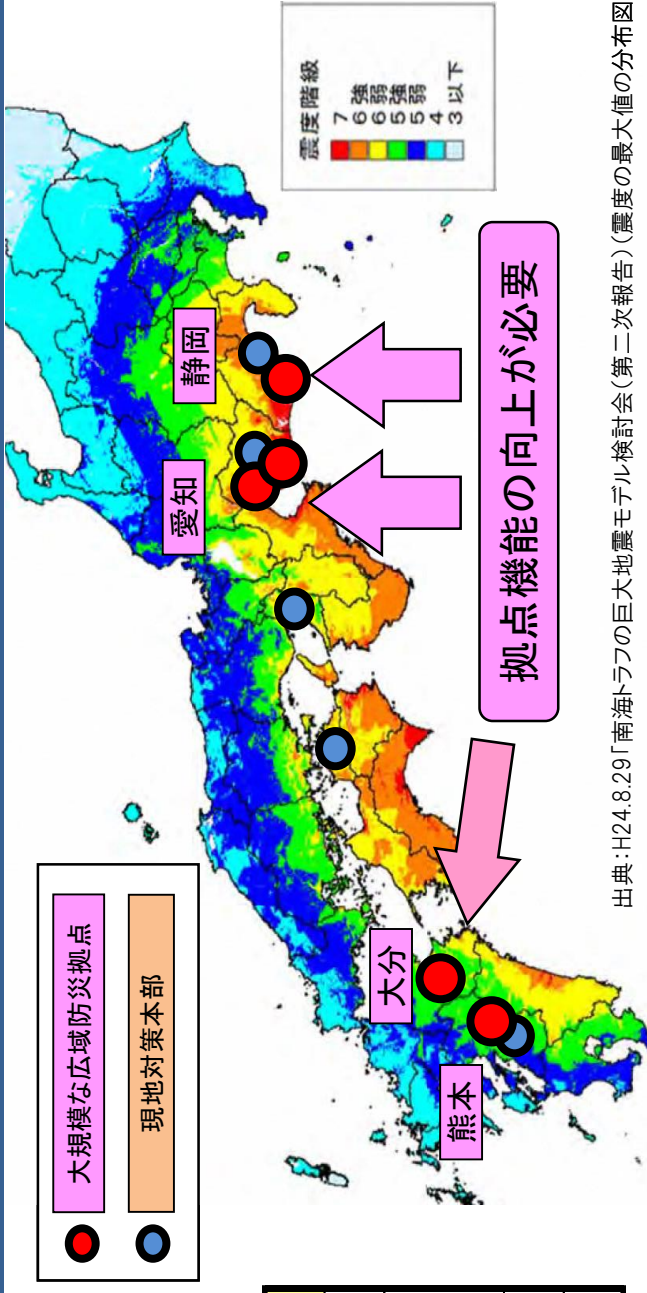 大規模な広域防災拠点
現地対策本部
熊本
大分
愛知
静岡
拠点機能の向上が必要
震度階級
7
6強
6弱
5強
5弱
4
3以下
出典:H24.8.29「南海トラフの巨大地震モデル検討会(第二次報告)(震度の最大値の分布図